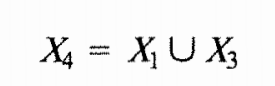 X₄ = X₁ ∪ X₃